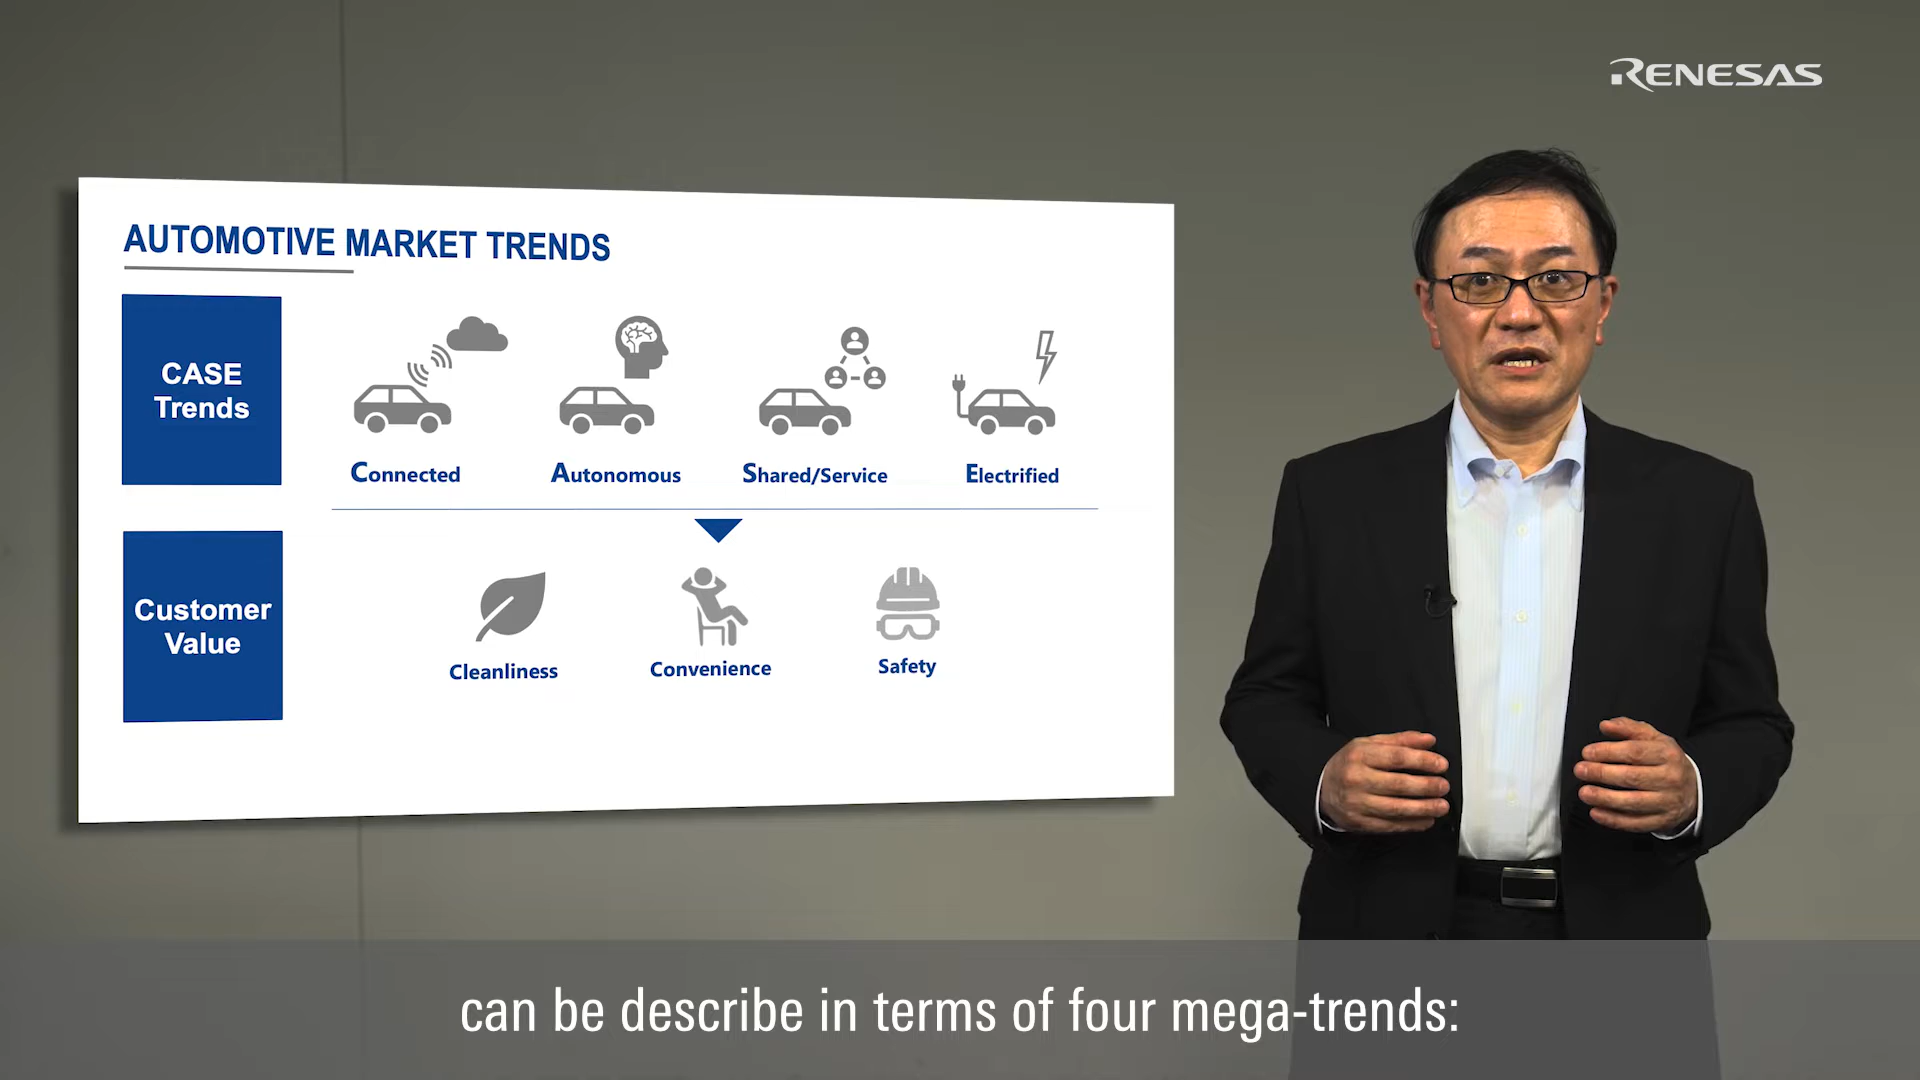 RENESAS
AUTOMOTIVE MARKET TRENDS
CASE
Trends
Connected
Autonomous
Shared/Service
Electrified
Customer
Value
Cleanliness
Convenience
Safety
can be describe in terms of four mega-trends: